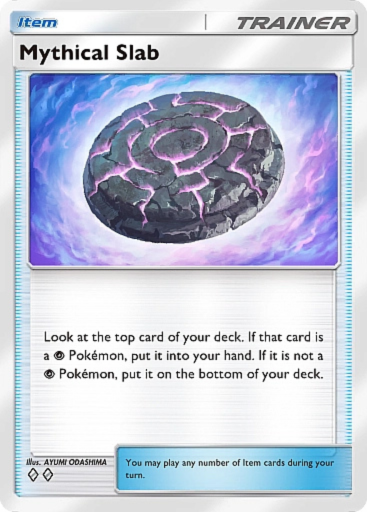 Item
TRAINER
Mythical Slab
Look at the top card of your deck. If that card is
a Pokémon, put it into your hand. If it is not a
Pokémon, put it on the bottom of your deck.
Illus. AYUMI ODASHIMA
You may play any number of Item cards during your
turn.